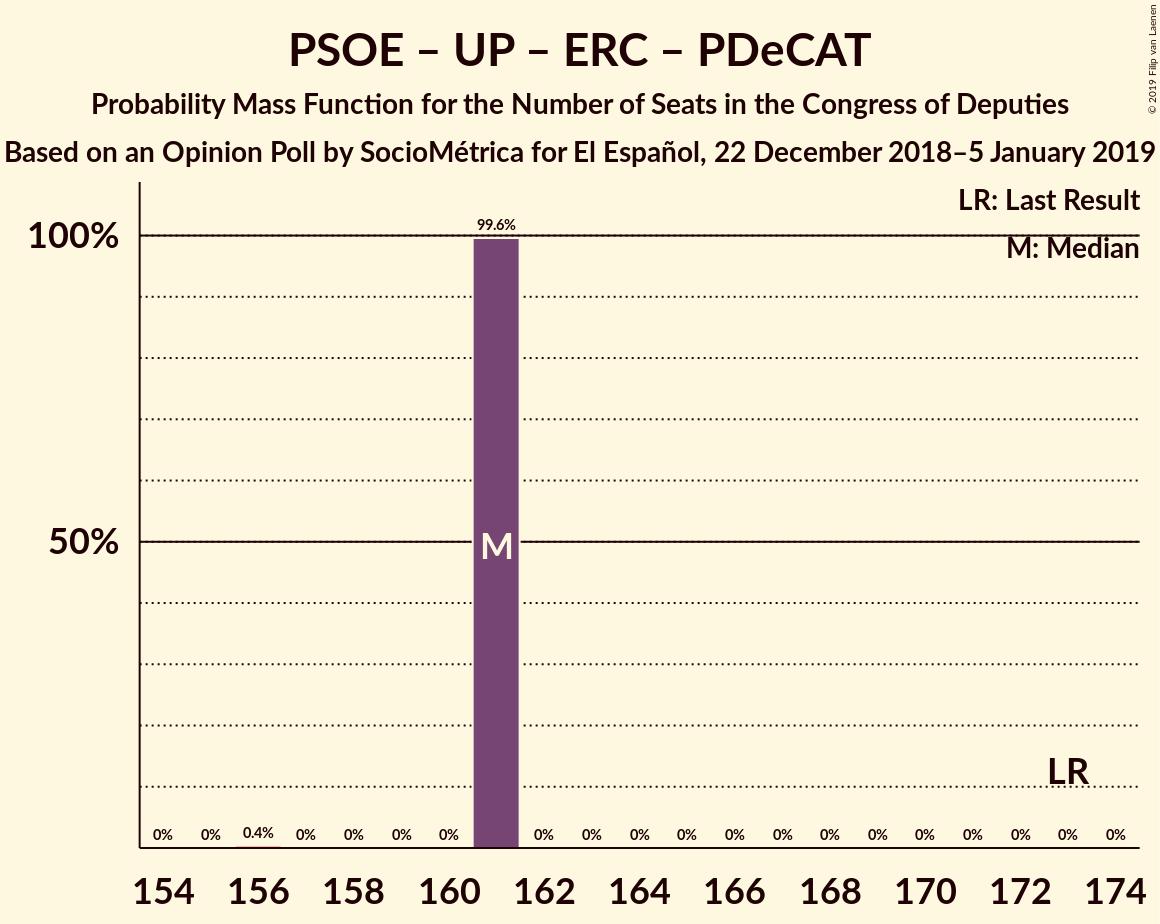 PSOE – UP – ERC – PDeCAT
Probability Mass Function for the Number of Seats in the Congress of Deputies
Based on an Opinion Poll by SocioMétrica for El Español, 22 December 2018–5 January 2019
© 2019 Filip van Laenen
LR: Last Result
M: Median
100%
50%
99.6%
M
LR
0% 0% 0.4% 0% 0% 0% 0% 0% 0% 0% 0% 0% 0% 0% 0% 0% 0% 0% 0% 0%
154 156 158 160 162 164 166 168 170 172 174